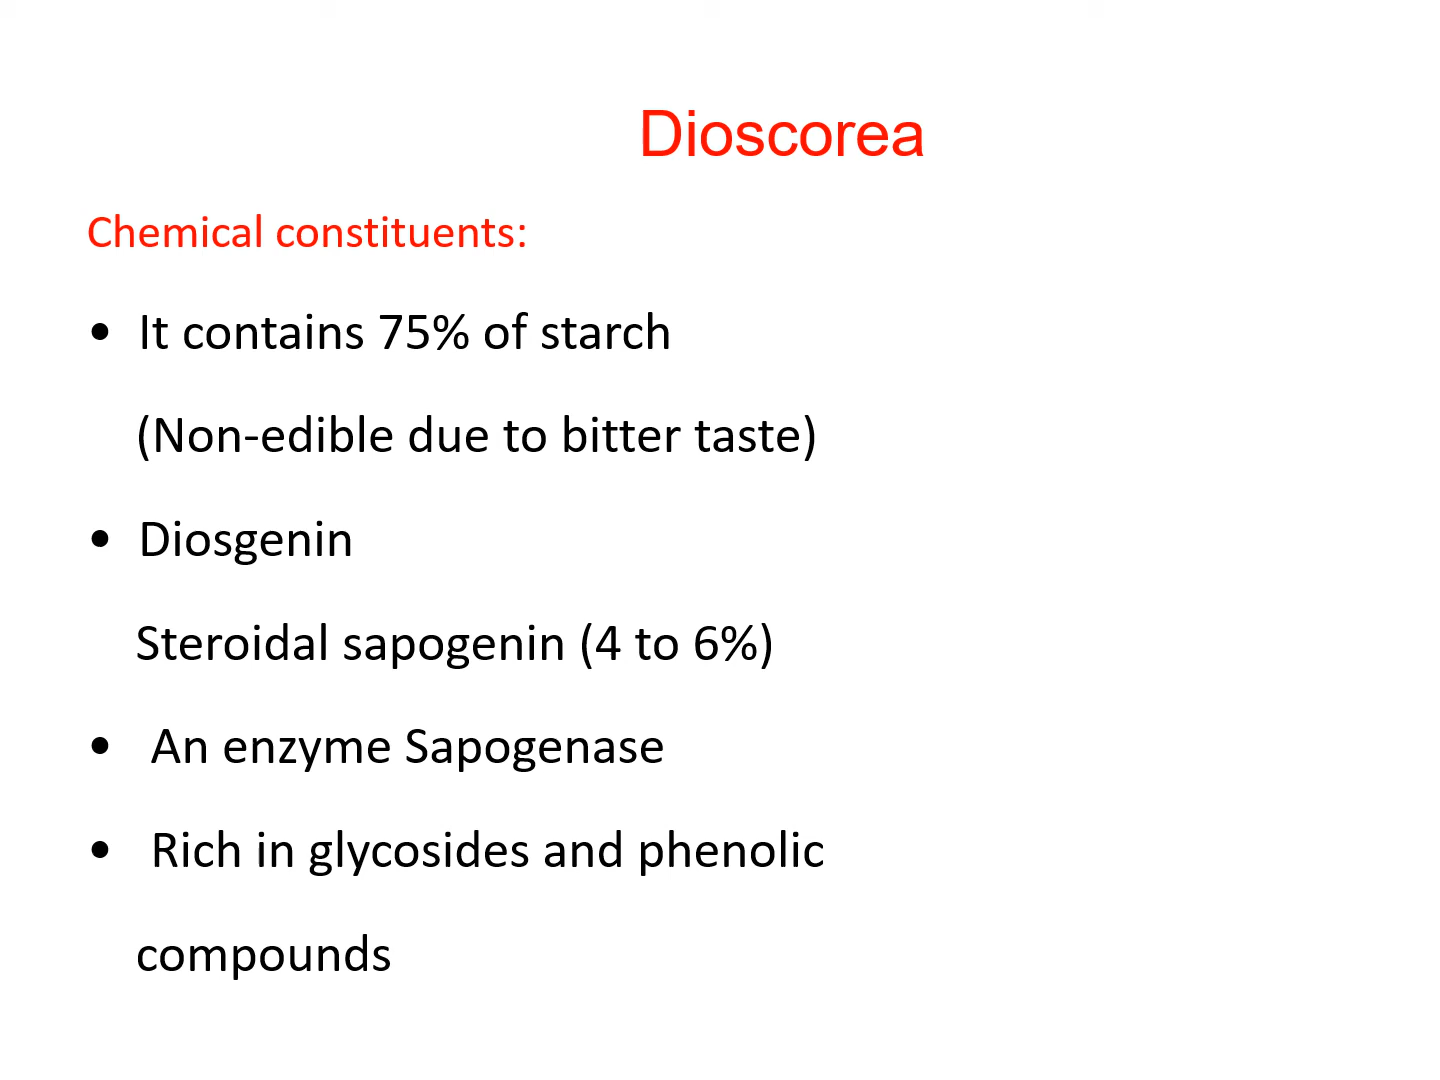 Dioscorea
Chemical constituents:
• It contains 75% of starch
(Non-edible due to bitter taste)
• Diosgenin
Steroidal sapogenin (4 to 6%)
• An enzyme Sapogenase
• Rich in glycosides and phenolic
compounds